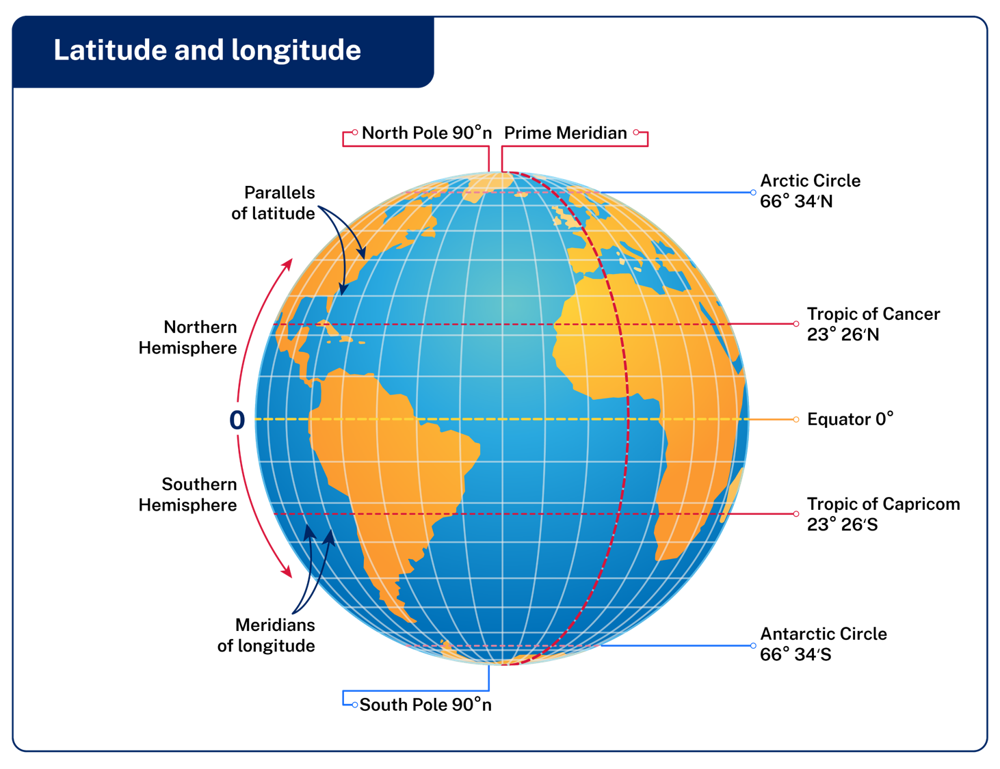 Latitude and longitude
North Pole 90°n
Prime Meridian
Parallels
of latitude
Arctic Circle
66° 34‘N
Northern
Hemisphere
Tropic of Cancer
23° 26‘N
0
Equator 0°
Southern
Hemisphere
Tropic of Capricom
23° 26‘S
Meridians
of longitude
Antarctic Circle
66° 34‘S
South Pole 90°n